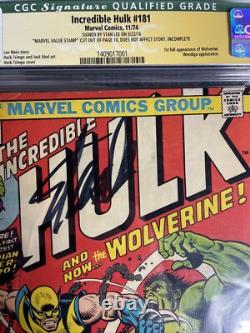 CGC Signature QUALIFIED GRADE
Incredible Hulk #181
Marvel Comics, 11/74
SIGNED BY STAN LEE ON 5/22/16
"MARVEL VALUE STAMP" CUT OUT OF PAGE 10, DOES NOT AFFECT STORY. INCOMPLETE
Len Wein story
Herb Trimpe and Jack Abel art
Herb Trimpe cover
1st full appearance of Wolverine
Wendigo appearance
1409017001
MARVEL COMICS GROUP
THE
INCREDIBLE
HULK
AND
NOW... THE
WOLVERINE!
FIRST